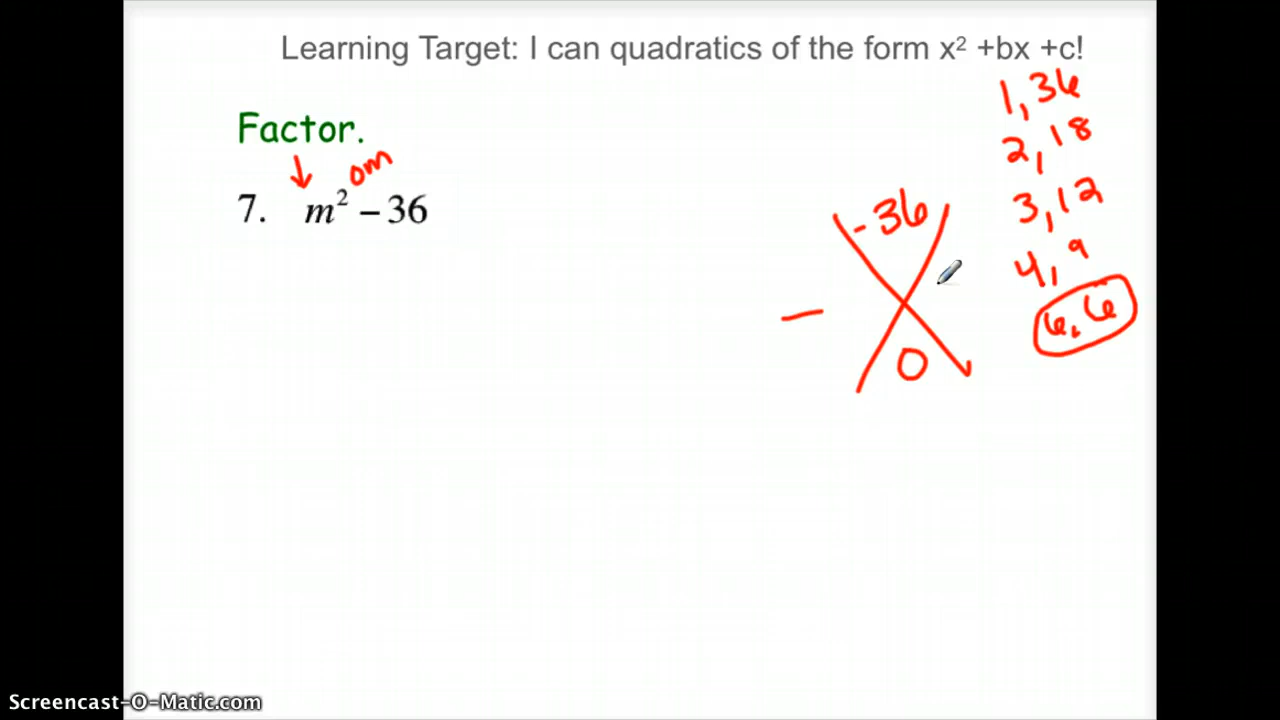 Learning Target: I can quadratics of the form x² +bx +c!
1, 36
Factor.
2, 18
0m
7. m² – 36
3, 12
-36
4, 9
–
6, 6
0
Screencast-O-Matic.com